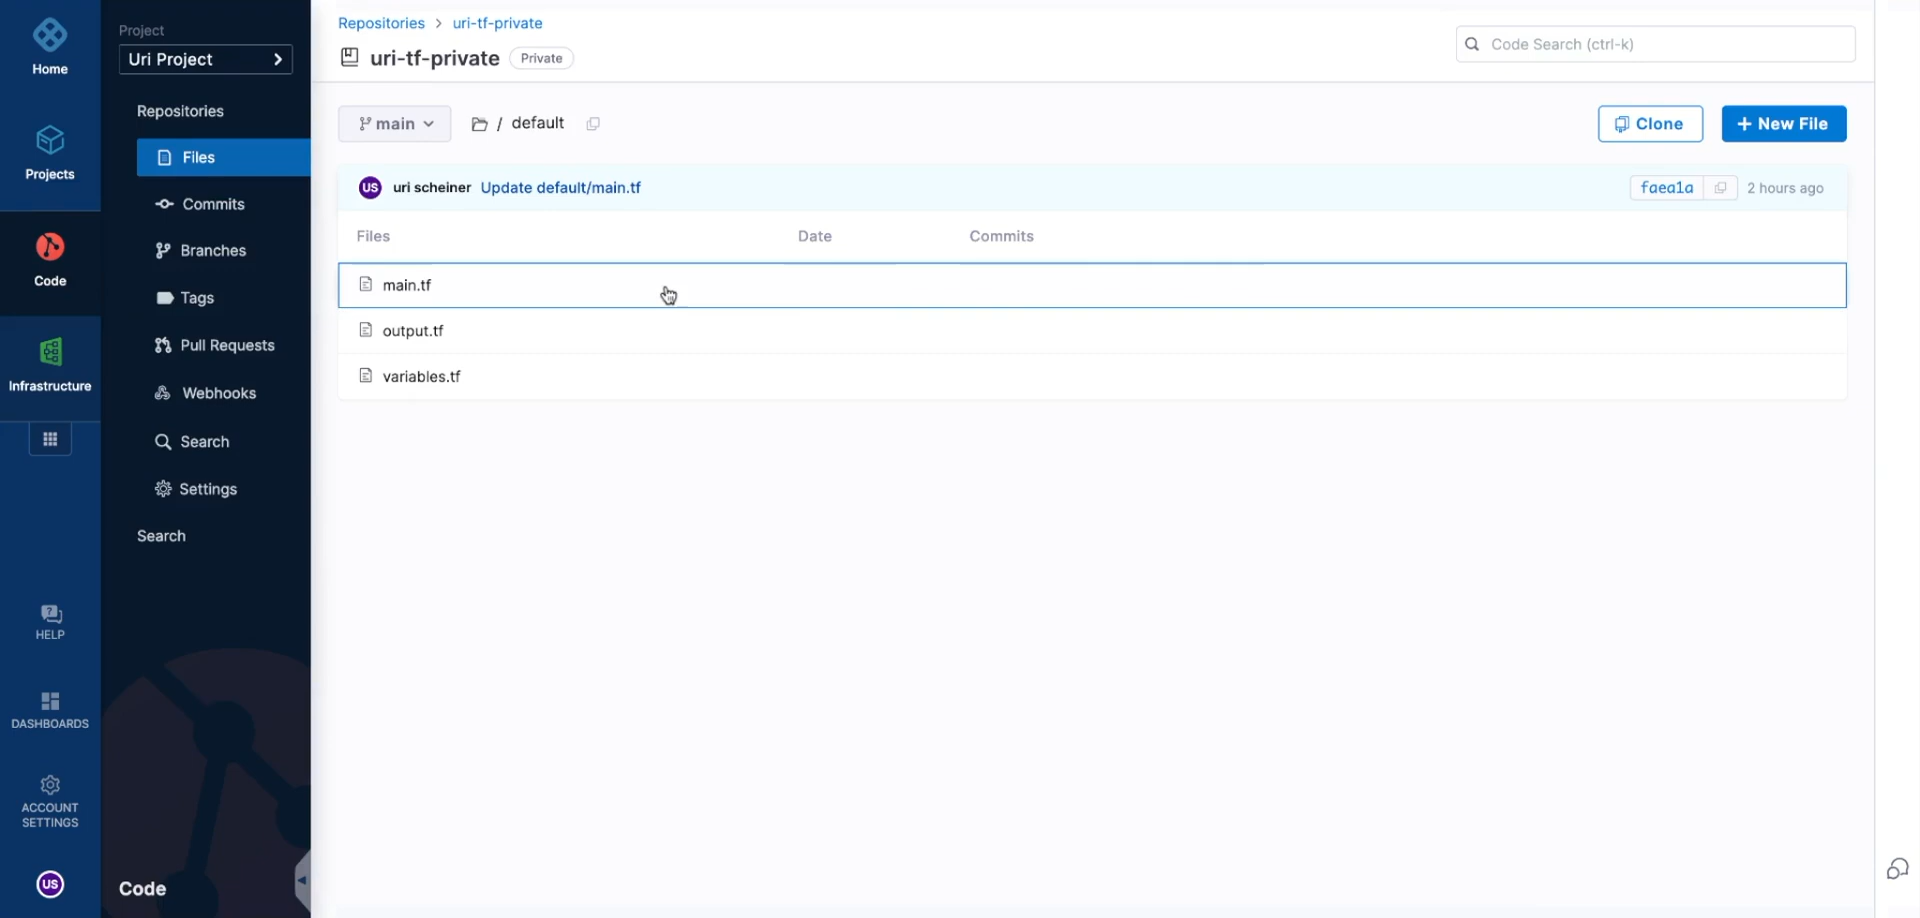 Home
Projects
Code
Infrastructure
HELP
DASHBOARDS
ACCOUNT
SETTINGS
US
Project
Uri Project
Repositories
Files
Commits
Branches
Tags
Pull Requests
Webhooks
Search
Settings
Search
Code
Repositories > uri-tf-private
uri-tf-private Private
Code Search (ctrl-k)
main / default
Clone
+ New File
US uri scheiner Update default/main.tf faea1a 2 hours ago
Files Date Commits
main.tf
output.tf
variables.tf